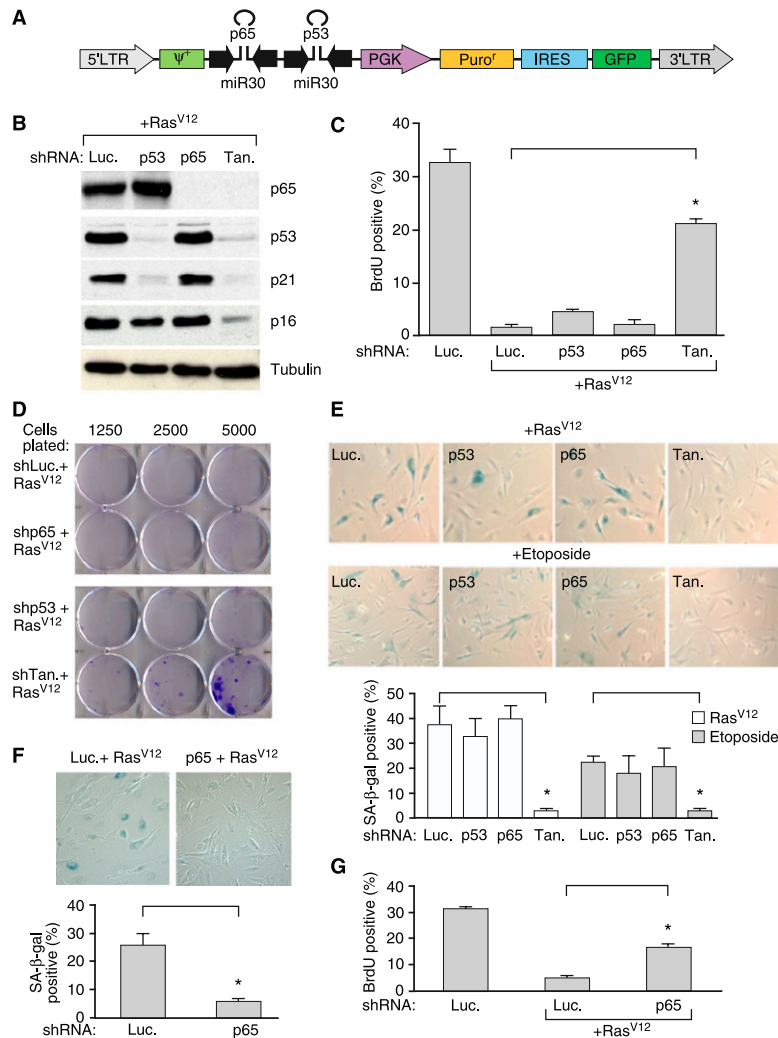 A
p65 p53
5'LTR Ψ+ miR30 miR30 PGK Puroʳ IRES GFP 3'LTR
B
+RasV12
shRNA: Luc. p53 p65 Tan.
p65
p53
p21
p16
Tubulin
C
BrdU positive (%)
40
30
20
10
0
*
shRNA: Luc. Luc. p53 p65 Tan.
+RasV12
D
Cells plated: 1250 2500 5000
shLuc.+
RasV12
shp65 +
RasV12
shp53 +
RasV12
shTan.+
RasV12
E
+RasV12
Luc. p53 p65 Tan.
+Etoposide
Luc. p53 p65 Tan.
SA-β-gal positive (%)
50
40
30
20
10
0
* *
RasV12
Etoposide
shRNA: Luc. p53 p65 Tan. Luc. p53 p65 Tan.
F
Luc.+ RasV12 p65 + RasV12
SA-β-gal
positive (%)
40
30
20
10
0
*
shRNA: Luc. p65
G
BrdU positive (%)
40
30
20
10
0
*
shRNA: Luc. Luc. p65
+RasV12